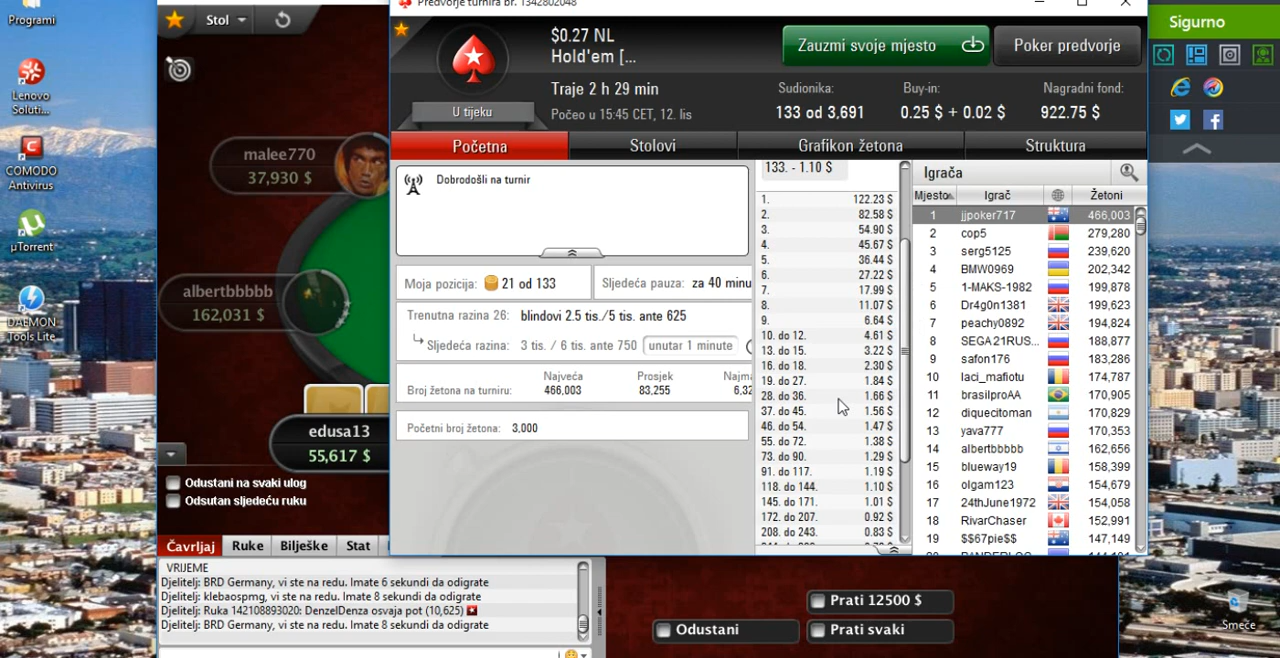 Programi
Lenovo
Soluti...
COMODO
Antivirus
µTorrent
DAEMON
Tools Lite
Stol
malee770
37,930 $
albertbbbbb
162,031 $
edusa13
55,617 $
Odustani na svaki ulog
Odsutan sljedeću ruku
Čavrljaj Ruke Bilješke Stat
VRIJEME
Djelitelj: BRD Germany, vi ste na redu. Imate 6 sekundi da odigrate
Djelitelj: klebaospmg, vi ste na redu. Imate 8 sekundi da odigrate
Djelitelj: Ruka 142108893020: DenzelDenza osvaja pot (10,625)
Djelitelj: BRD Germany, vi ste na redu. Imate 8 sekundi da odigrate
Predvorje turnira br. 1342802048
$0.27 NL
Hold'em [...
Zauzmi svoje mjesto
Poker predvorje
U tijeku
Traje 2 h 29 min
Počeo u 15:45 CET, 12. lis
Sudionika:
133 od 3,691
Buy-in:
0.25 $ + 0.02 $
Nagradni fond:
922.75 $
Početna Stolovi Grafikon žetona Struktura
Dobrodošli na turnir
Moja pozicija: 21 od 133
Sljedeća pauza: za 40 minu
Trenutna razina 26: blindovi 2.5 tis./5 tis. ante 625
Sljedeća razina: 3 tis. / 6 tis. ante 750 unutar 1 minute
Najveća Prosjek Najma
Broj žetona na turniru: 466,003 83,255 6,32
Početni broj žetona: 3,000
133. - 1.10 $
1. 122.23 $
2. 82.58 $
3. 54.90 $
4. 45.67 $
5. 36.44 $
6. 27.22 $
7. 17.99 $
8. 11.07 $
9. 6.64 $
10. do 12. 4.61 $
13. do 15. 3.22 $
16. do 18. 2.30 $
19. do 27. 1.84 $
28. do 36. 1.66 $
37. do 45. 1.56 $
46. do 54. 1.47 $
55. do 72. 1.38 $
73. do 90. 1.29 $
91. do 117. 1.19 $
118. do 144. 1.10 $
145. do 171. 1.01 $
172. do 207. 0.92 $
208. do 243. 0.83 $
Igrača
Mjesto Igrač Žetoni
1 jjpoker717 466,003
2 cop5 279,280
3 serg5125 239,620
4 BMW0969 202,342
5 1-MAKS-1982 199,878
6 Dr4g0n1381 199,623
7 peachy0892 194,824
8 SEGA21RUS... 188,877
9 safon176 183,286
10 laci_mafiotu 174,787
11 brasilproAA 170,905
12 diquecitoman 170,829
13 yava777 170,353
14 albertbbbbb 162,656
15 blueway19 158,399
16 olgam123 154,679
17 24thJune1972 154,058
18 RivarChaser 152,991
19 $$67pie$$ 147,149
Prati 12500 $
Odustani
Prati svaki
Sigurno
Smeće